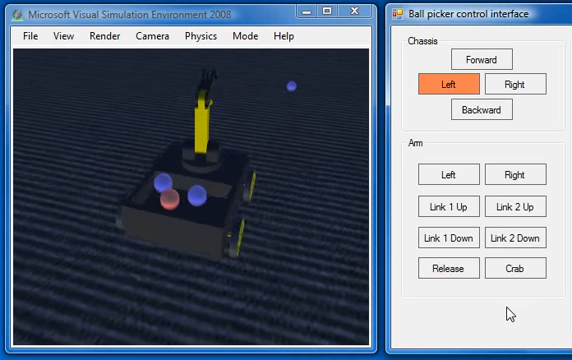 Microsoft Visual Simulation Environment 2008
File View Render Camera Physics Mode Help
Ball picker control interface
Chassis
Forward
Left Right
Backward
Arm
Left Right
Link 1 Up Link 2 Up
Link 1 Down Link 2 Down
Release Crab